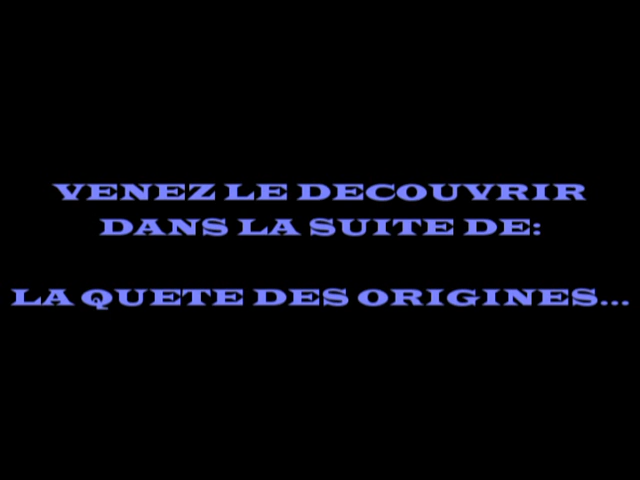 VENEZ LE DECOUVRIR
DANS LA SUITE DE:
LA QUETE DES ORIGINES...